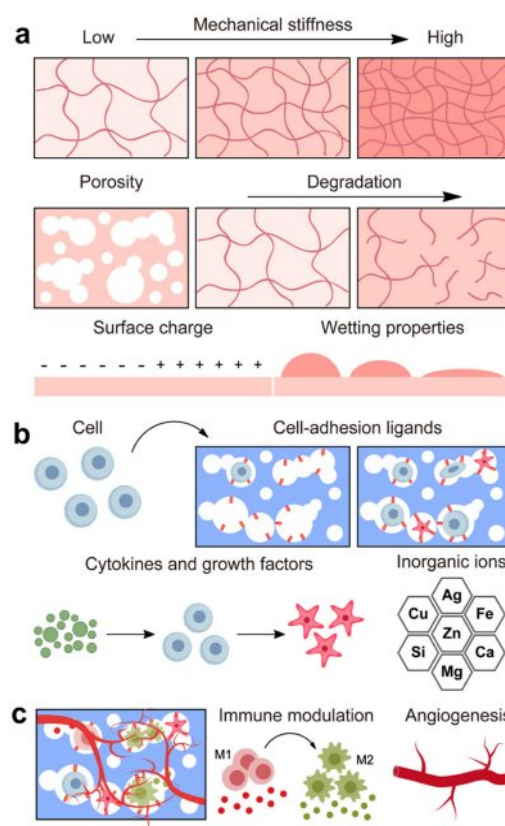 a
Mechanical stiffness
Low High
Porosity Degradation
Surface charge Wetting properties
- - - - - - + + + + + +
b
Cell Cell-adhesion ligands
Cytokines and growth factors Inorganic ions
Ag
Cu Fe
Zn
Si Ca
Mg
c
Immune modulation Angiogenesis
M1 M2